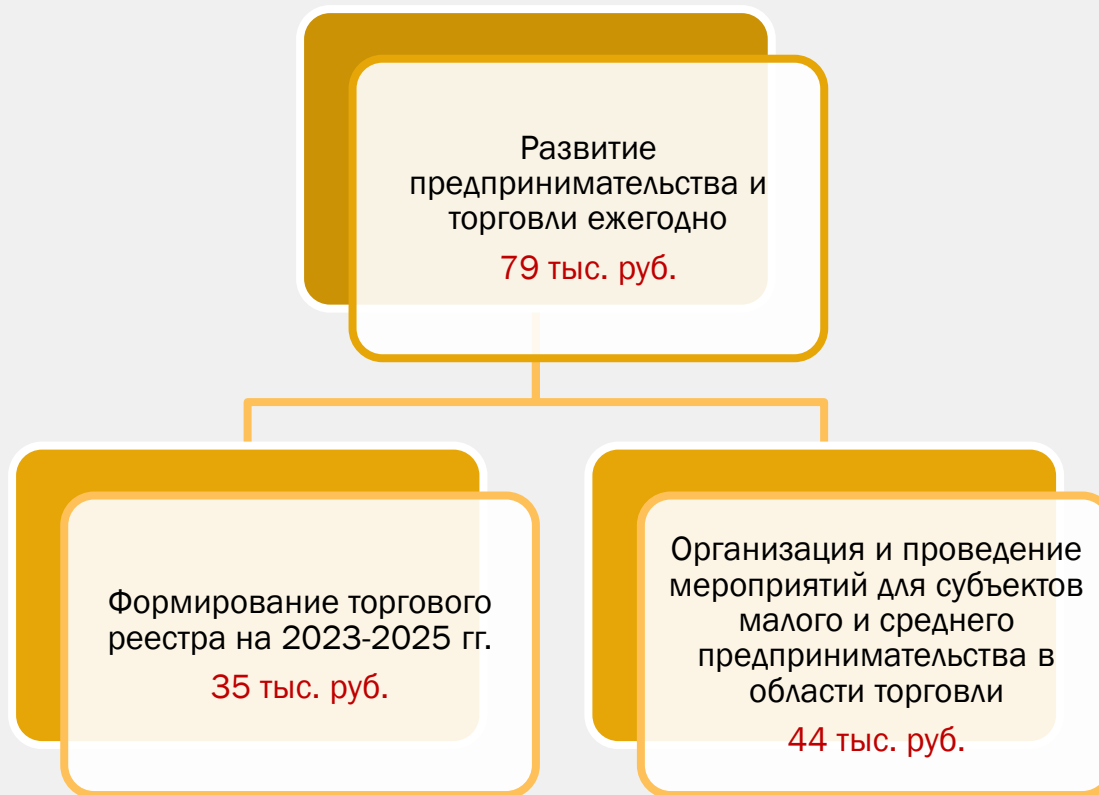 Развитие
предпринимательства и
торговли ежегодно
79 тыс. руб.
Формирование торгового
реестра на 2023-2025 гг.
35 тыс. руб.
Организация и проведение
мероприятий для субъектов
малого и среднего
предпринимательства в
области торговли
44 тыс. руб.